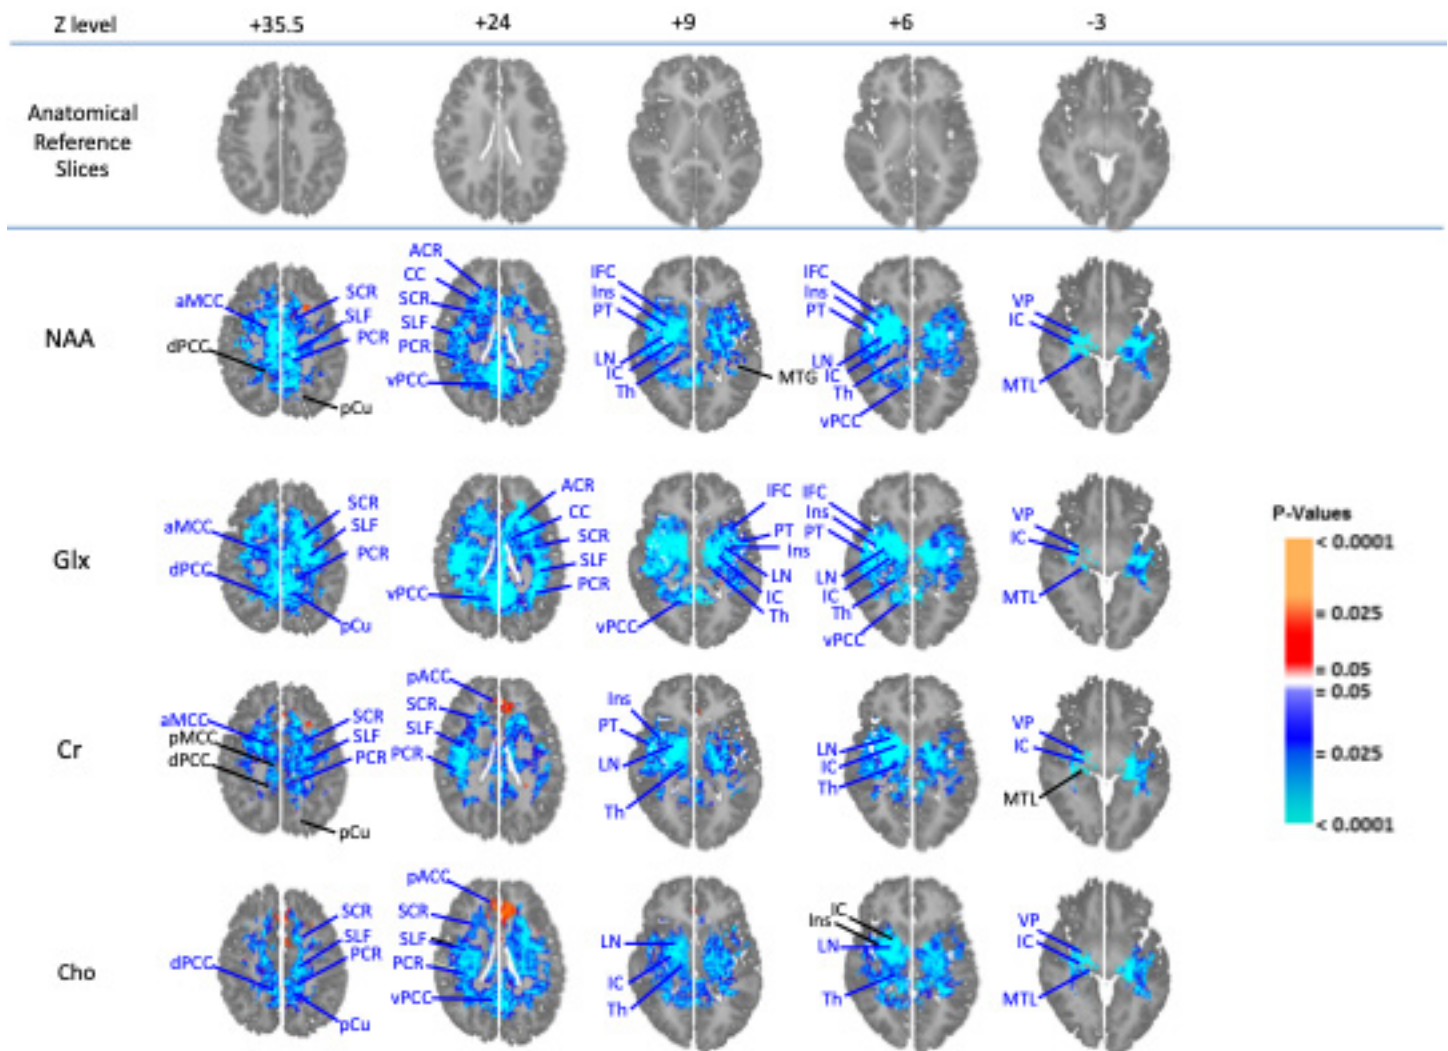 Z level +35.5 +24 +9 +6 -3
Anatomical
Reference
Slices
NAA
aMCC
dPCC
SCR
SLF
PCR
pCu
ACR
CC
SCR
SLF
PCR
vPCC
IFC
Ins
PT
LN
IC
Th
MTG
IFC
Ins
PT
LN
IC
Th
vPCC
VP
IC
MTL
Glx
aMCC
dPCC
SCR
SLF
PCR
pCu
vPCC
ACR
CC
SCR
SLF
PCR
vPCC
IFC
PT
Ins
LN
IC
Th
IFC
Ins
PT
LN
IC
Th
vPCC
VP
IC
MTL
Cr
aMCC
pMCC
dPCC
SCR
SLF
PCR
pCu
pACC
SCR
SLF
PCR
Ins
PT
LN
Th
LN
IC
Th
VP
IC
MTL
Cho
dPCC
SCR
SLF
PCR
pCu
pACC
SCR
SLF
PCR
vPCC
LN
IC
Th
IC
Ins
LN
Th
VP
IC
MTL
P-Values
< 0.0001
= 0.025
= 0.05
= 0.05
= 0.025
< 0.0001